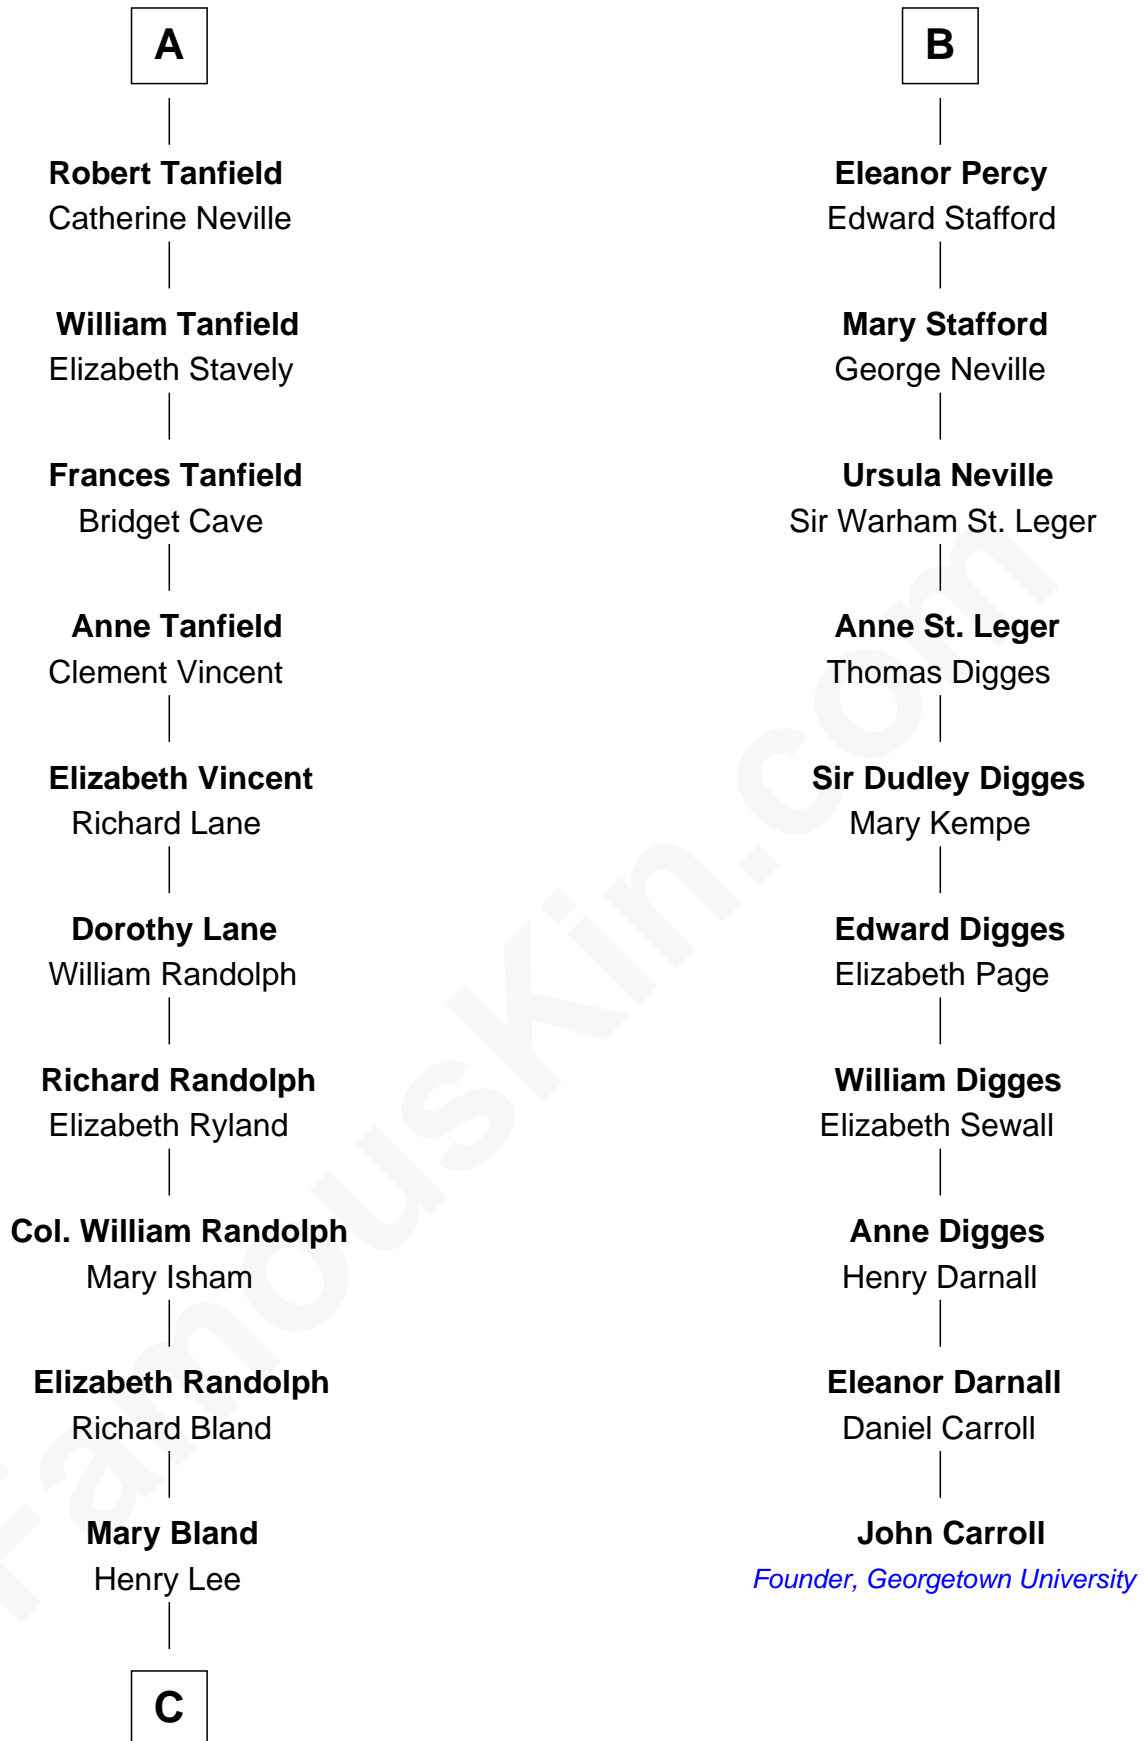 A
Robert Tanfield
Catherine Neville
William Tanfield
Elizabeth Stavely
Frances Tanfield
Bridget Cave
Anne Tanfield
Clement Vincent
Elizabeth Vincent
Richard Lane
Dorothy Lane
William Randolph
Richard Randolph
Elizabeth Ryland
Col. William Randolph
Mary Isham
Elizabeth Randolph
Richard Bland
Mary Bland
Henry Lee
C
B
Eleanor Percy
Edward Stafford
Mary Stafford
George Neville
Ursula Neville
Sir Warham St. Leger
Anne St. Leger
Thomas Digges
Sir Dudley Digges
Mary Kempe
Edward Digges
Elizabeth Page
William Digges
Elizabeth Sewall
Anne Digges
Henry Darnall
Eleanor Darnall
Daniel Carroll
John Carroll
Founder, Georgetown University
FamousKin.com